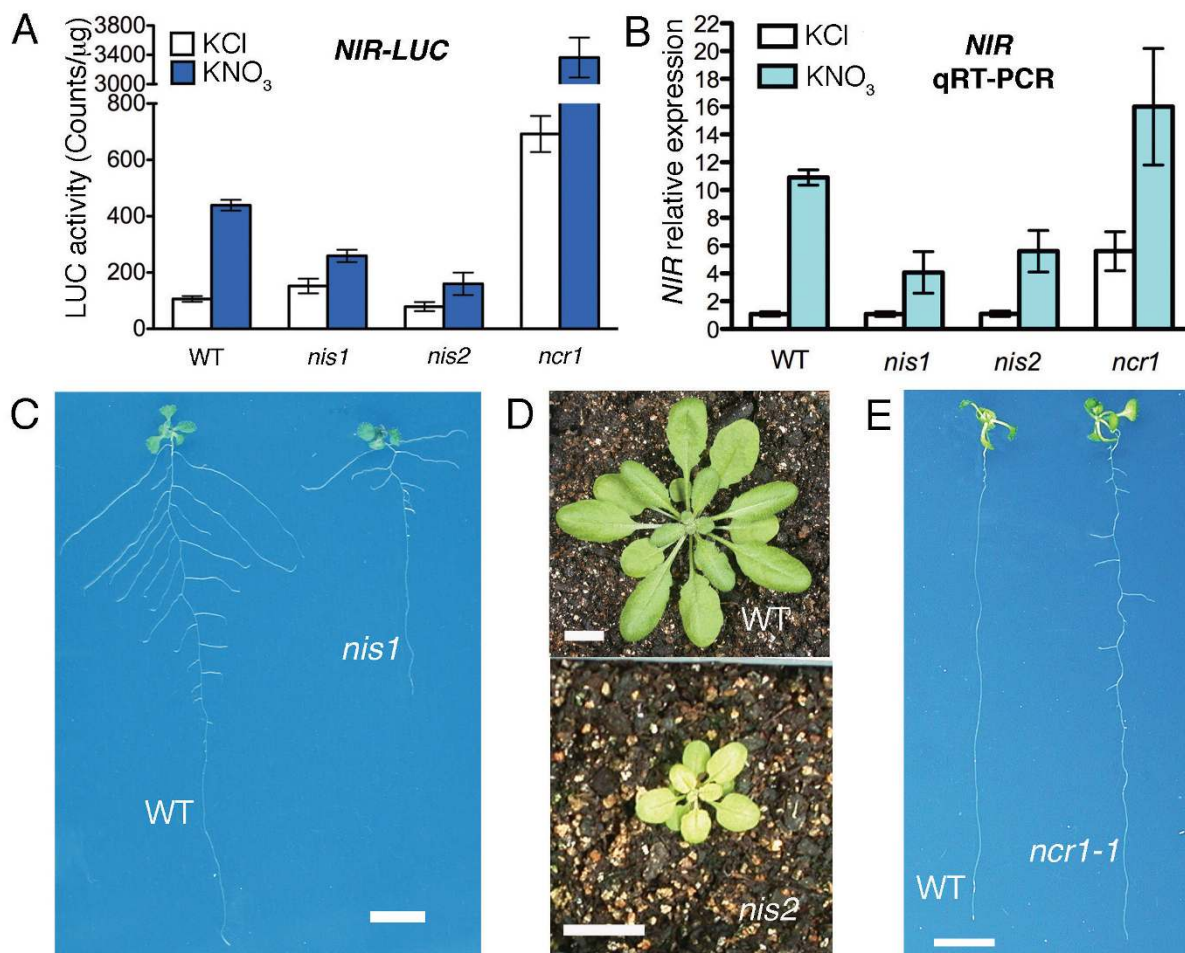 A
LUC activity (Counts/µg)
3800
3600
3400
3200
3000
800
600
400
200
0
KCl
KNO₃
NIR-LUC
WT nis1 nis2 ncr1
B
NIR relative expression
22
20
18
16
14
12
10
8
6
4
2
0
KCl
KNO₃
NIR
qRT-PCR
WT nis1 nis2 ncr1
C
WT
nis1
D
WT
nis2
E
WT
ncr1-1